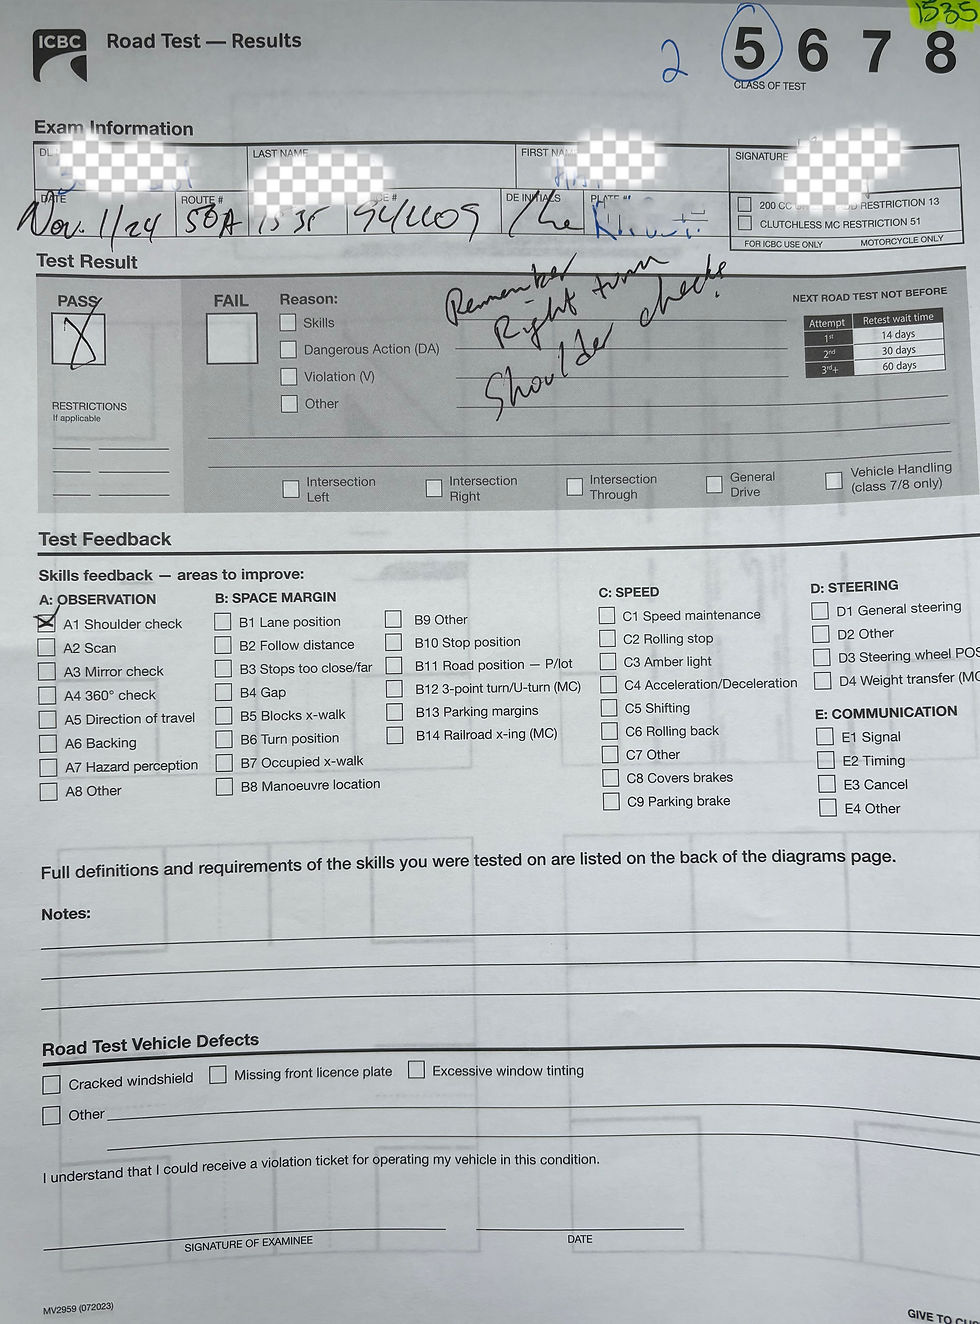 1535
ICBC Road Test — Results 2 5 6 7 8
CLASS OF TEST
Exam Information
LAST NAME FIRST SIGNATURE
DATE ROUTE # DE INITIALS
Nov. 1/24 1535
200 CC RESTRICTION 13
CLUTCHLESS MC RESTRICTION 51
FOR ICBC USE ONLY MOTORCYCLE ONLY
Test Result
PASS FAIL Reason:
Skills
Dangerous Action (DA)
Violation (V)
Other
Remember
Right turn
Shoulder checks
NEXT ROAD TEST NOT BEFORE
Attempt Retest wait time
1st 14 days
2nd 30 days
3rd+ 60 days
RESTRICTIONS
If applicable
Intersection Left
Intersection Right
Intersection Through
General Drive
Vehicle Handling (class 7/8 only)
Test Feedback
Skills feedback — areas to improve:
A: OBSERVATION
A1 Shoulder check
A2 Scan
A3 Mirror check
A4 360° check
A5 Direction of travel
A6 Backing
A7 Hazard perception
A8 Other
B: SPACE MARGIN
B1 Lane position
B2 Follow distance
B3 Stops too close/far
B4 Gap
B5 Blocks x-walk
B6 Turn position
B7 Occupied x-walk
B8 Manoeuvre location
B9 Other
B10 Stop position
B11 Road position — P/lot
B12 3-point turn/U-turn (MC)
B13 Parking margins
B14 Railroad x-ing (MC)
C: SPEED
C1 Speed maintenance
C2 Rolling stop
C3 Amber light
C4 Acceleration/Deceleration
C5 Shifting
C6 Rolling back
C7 Other
C8 Covers brakes
C9 Parking brake
D: STEERING
D1 General steering
D2 Other
D3 Steering wheel POS
D4 Weight transfer (MC
E: COMMUNICATION
E1 Signal
E2 Timing
E3 Cancel
E4 Other
Full definitions and requirements of the skills you were tested on are listed on the back of the diagrams page.
Notes:
Road Test Vehicle Defects
Cracked windshield Missing front licence plate Excessive window tinting
Other
I understand that I could receive a violation ticket for operating my vehicle in this condition.
SIGNATURE OF EXAMINEE DATE
MV2959 (072023)
GIVE TO